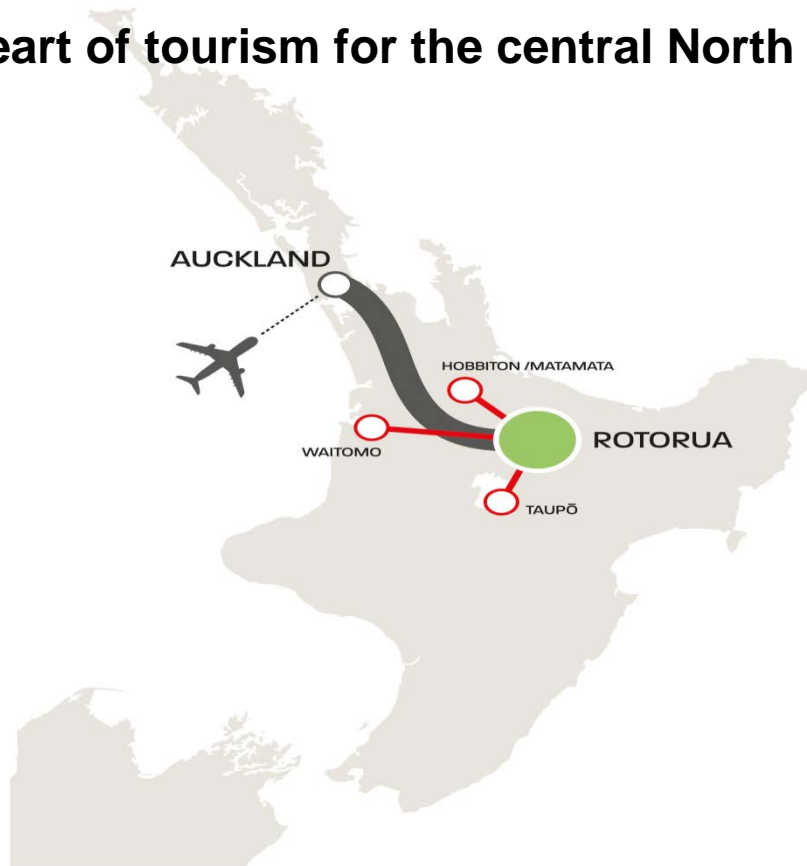 eart of tourism for the central North
AUCKLAND
HOBBITON /MATAMATA
ROTORUA
WAITOMO
TAUPŌ